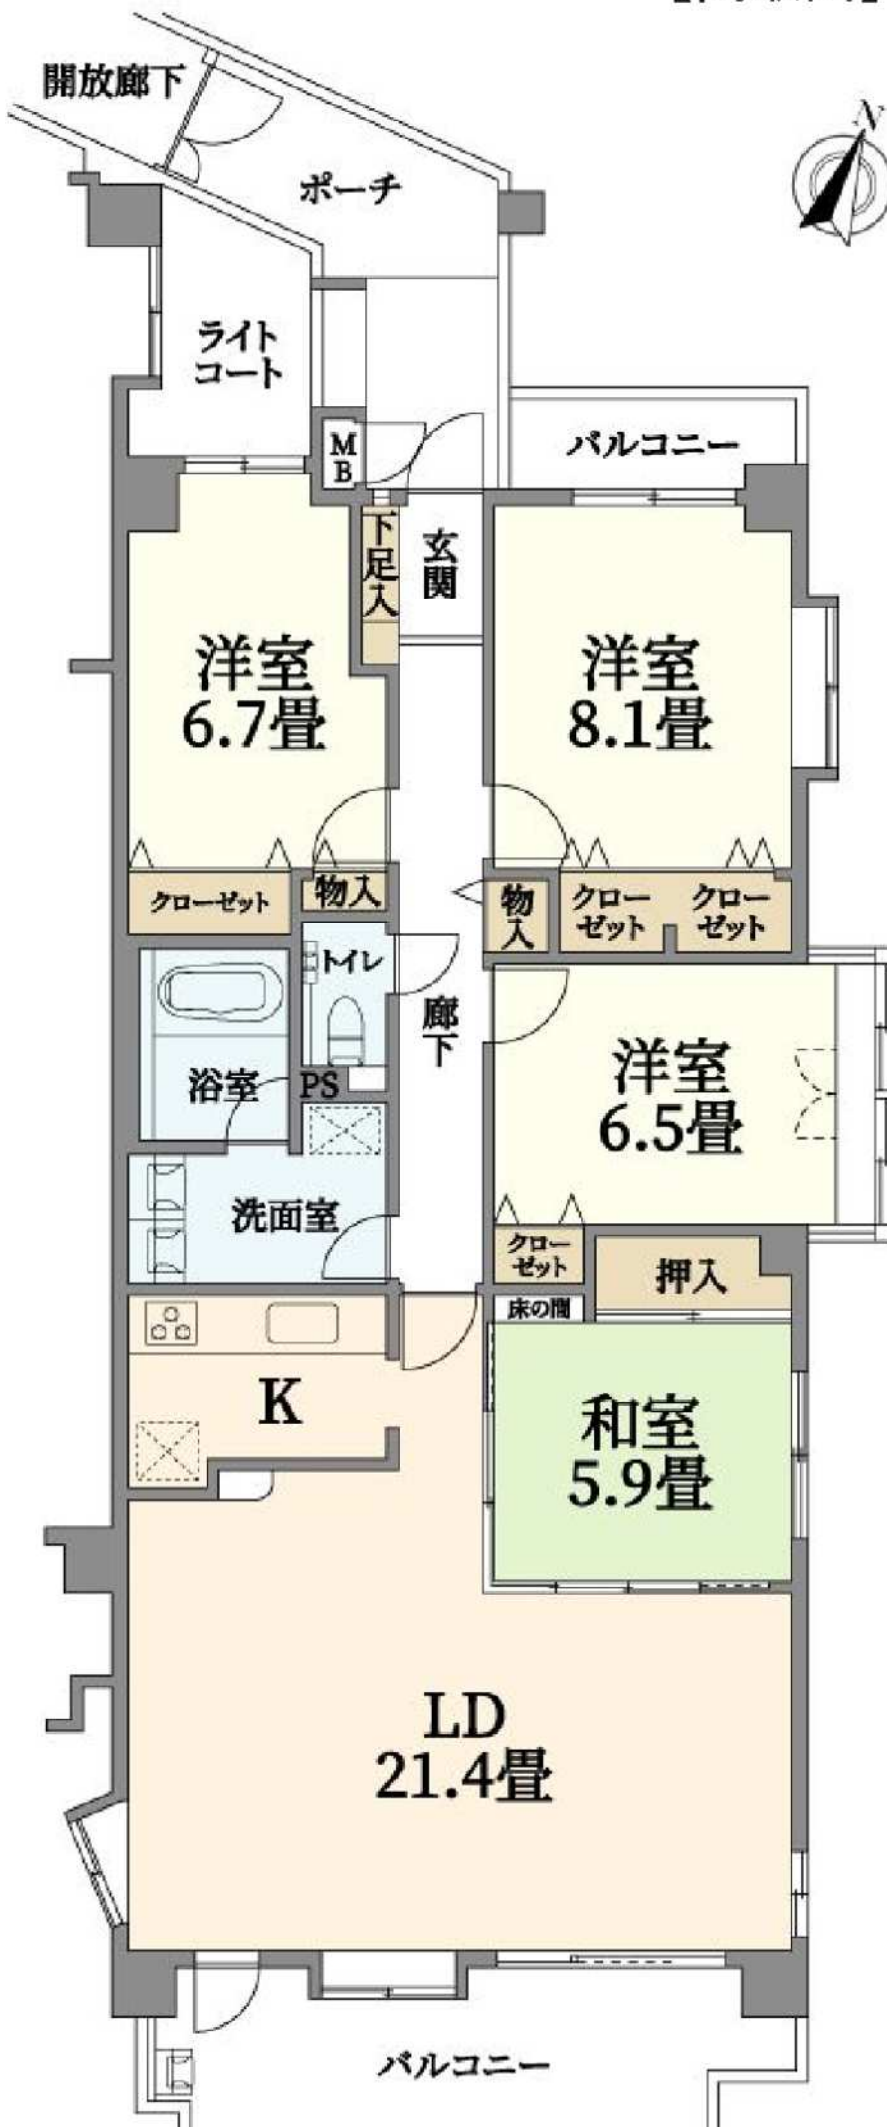 開放廊下
ポーチ
N
ライト
コート
MB
バルコニー
下足入
玄関
洋室
6.7畳
洋室
8.1畳
クローゼット
物入
物入
クロー
ゼット
クロー
ゼット
トイレ
廊下
浴室
PS
洋室
6.5畳
洗面室
クロー
ゼット
押入
床の間
K
和室
5.9畳
LD
21.4畳
バルコニー